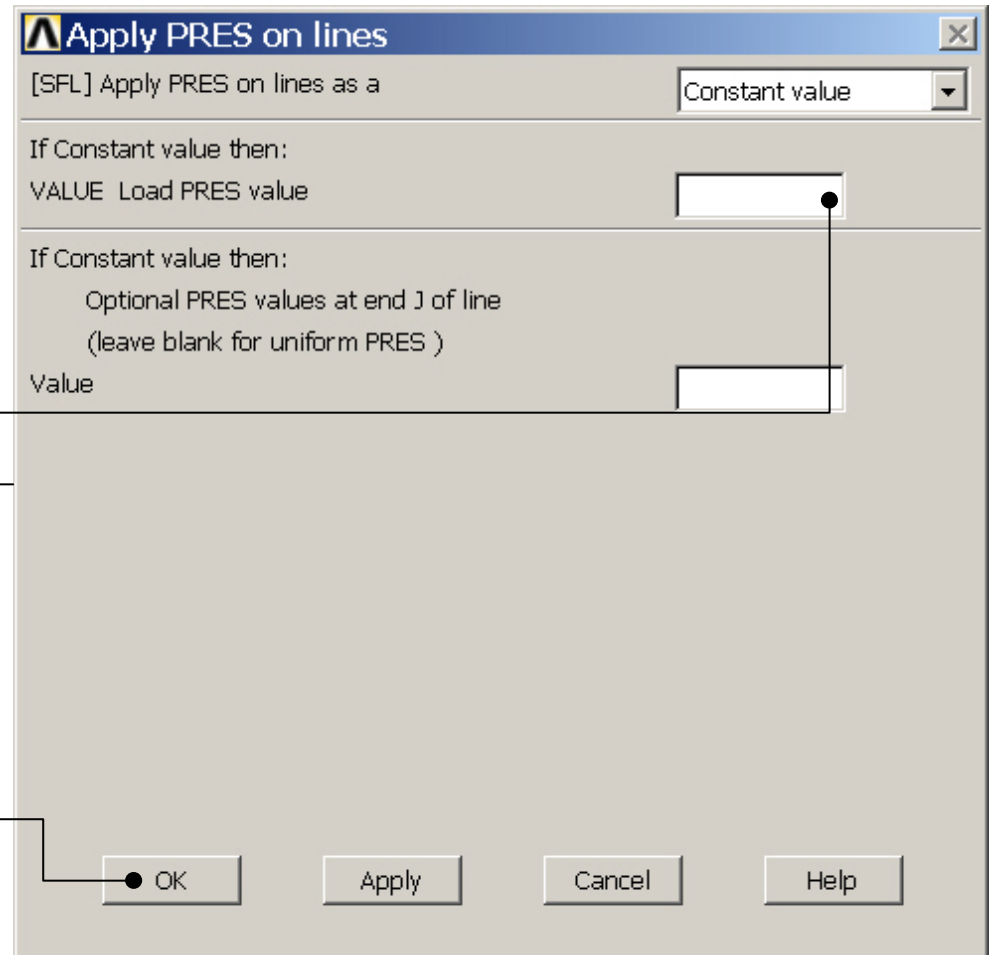 Apply PRES on lines
[SFL] Apply PRES on lines as a Constant value
If Constant value then:
VALUE Load PRES value
If Constant value then:
Optional PRES values at end J of line
(leave blank for uniform PRES )
Value
OK Apply Cancel Help